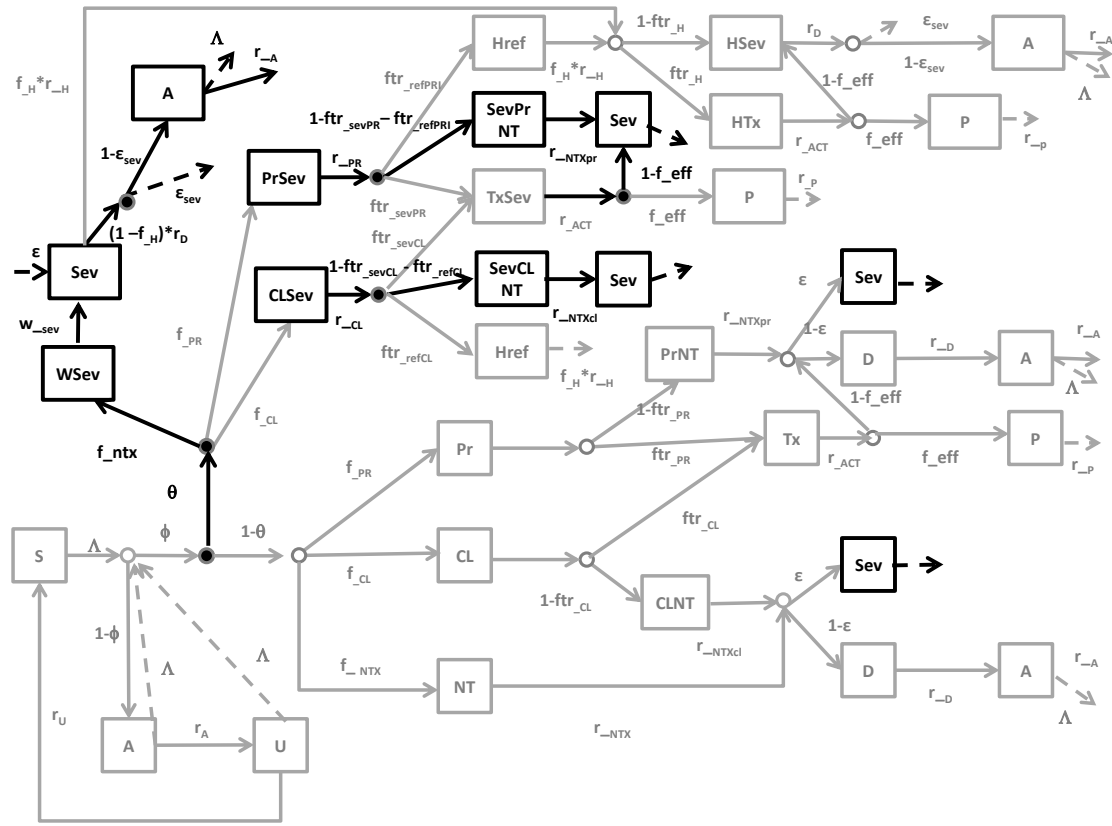 Λ
r_A
f_H*r_H
A
1-ε_sev
ε_sev
(1 –f_H)*r_D
ε
Sev
w_sev
WSev
f_ntx
θ
f_PR
f_CL
PrSev
r_PR
CLSev
r_CL
ftr_refPRI
1-ftr_sevPR – ftr_refPRI
ftr_sevPR
ftr_sevCL
1-ftr_sevCL - ftr_refCL
ftr_refCL
Href
f_H*r_H
SevPr
NT
r_NTXpr
Sev
1-f_eff
TxSev
r_ACT
f_eff
P
r_P
SevCL
NT
r_NTXcl
Sev
Href
f_H*r_H
1-ftr_H
ftr_H
HSev
r_D
ε_sev
1-ε_sev
A
r_A
Λ
1-f_eff
HTx
r_ACT
f_eff
P
r_p
S
Λ
ϕ
1-θ
1-ϕ
Λ
Λ
r_U
A
r_A
U
f_PR
f_CL
f_NTX
Pr
1-ftr_PR
ftr_PR
PrNT
r_NTXpr
ε
Sev
1-ε
D
r_D
A
r_A
Λ
1-f_eff
Tx
r_ACT
f_eff
P
r_P
CL
ftr_CL
1-ftr_CL
CLNT
r_NTXcl
ε
Sev
1-ε
D
r_D
A
r_A
Λ
NT
r_NTX